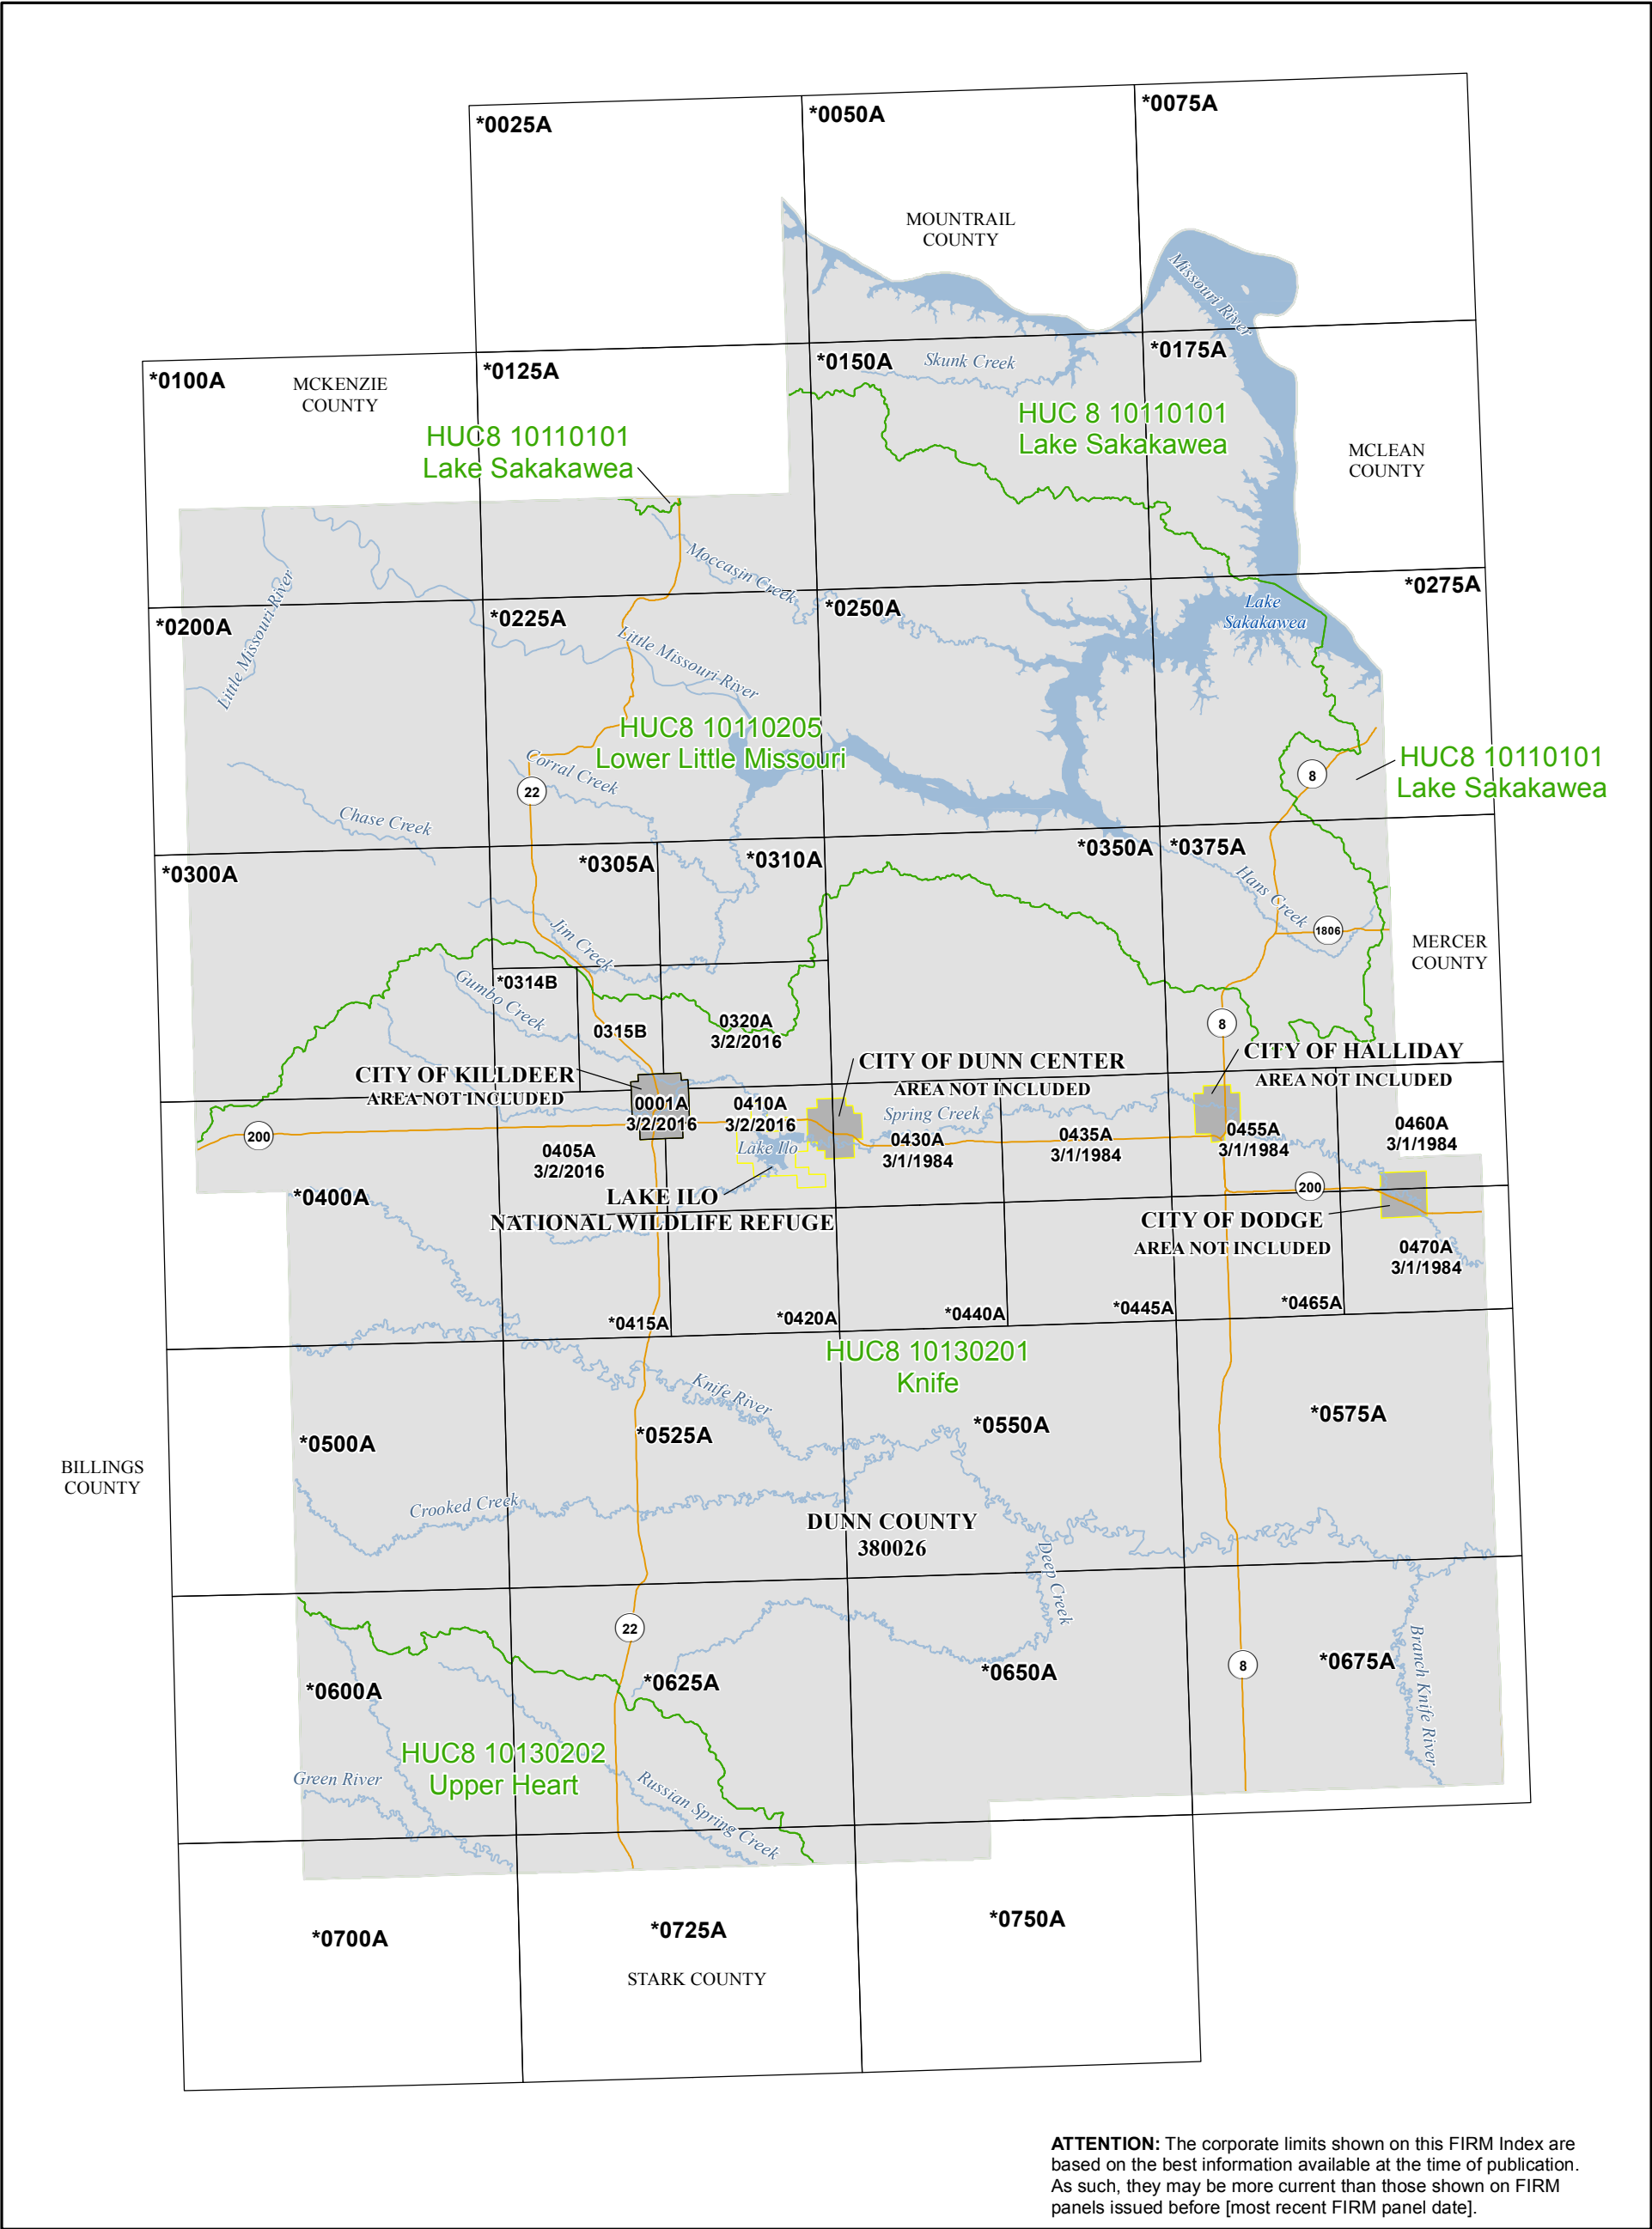 *0025A
*0050A
*0075A
MOUNTRAIL
COUNTY
Missouri River
*0100A
MCKENZIE
COUNTY
*0125A
*0150A
Skunk Creek
*0175A
HUC8 10110101
Lake Sakakawea
HUC 8 10110101
Lake Sakakawea
MCLEAN
COUNTY
Moccasin Creek
Little Missouri River
*0200A
*0225A
*0250A
*0275A
Lake
Sakakawea
Little Missouri River
HUC8 10110205
Lower Little Missouri
Corral Creek
22
Chase Creek
8
HUC8 10110101
Lake Sakakawea
*0300A
*0305A
*0310A
*0350A
*0375A
Hans Creek
1806
MERCER
COUNTY
Jim Creek
*0314B
Gumbo Creek
0315B
0320A
3/2/2016
8
CITY OF KILLDEER
AREA NOT INCLUDED
CITY OF DUNN CENTER
AREA NOT INCLUDED
CITY OF HALLIDAY
AREA NOT INCLUDED
200
0001A
3/2/2016
0410A
3/2/2016
Spring Creek
0405A
3/2/2016
Lake Ilo
0430A
3/1/1984
0435A
3/1/1984
0455A
3/1/1984
0460A
3/1/1984
*0400A
LAKE ILO
NATIONAL WILDLIFE REFUGE
200
CITY OF DODGE
AREA NOT INCLUDED
0470A
3/1/1984
*0415A
*0420A
*0440A
*0445A
*0465A
HUC8 10130201
Knife
Knife River
*0500A
*0525A
*0550A
*0575A
BILLINGS
COUNTY
Crooked Creek
DUNN COUNTY
380026
Deep Creek
22
*0600A
*0625A
*0650A
8
*0675A
Branch Knife River
HUC8 10130202
Upper Heart
Green River
Russian Spring Creek
*0700A
*0725A
*0750A
STARK COUNTY
ATTENTION: The corporate limits shown on this FIRM Index are
based on the best information available at the time of publication.
As such, they may be more current than those shown on FIRM
panels issued before [most recent FIRM panel date].